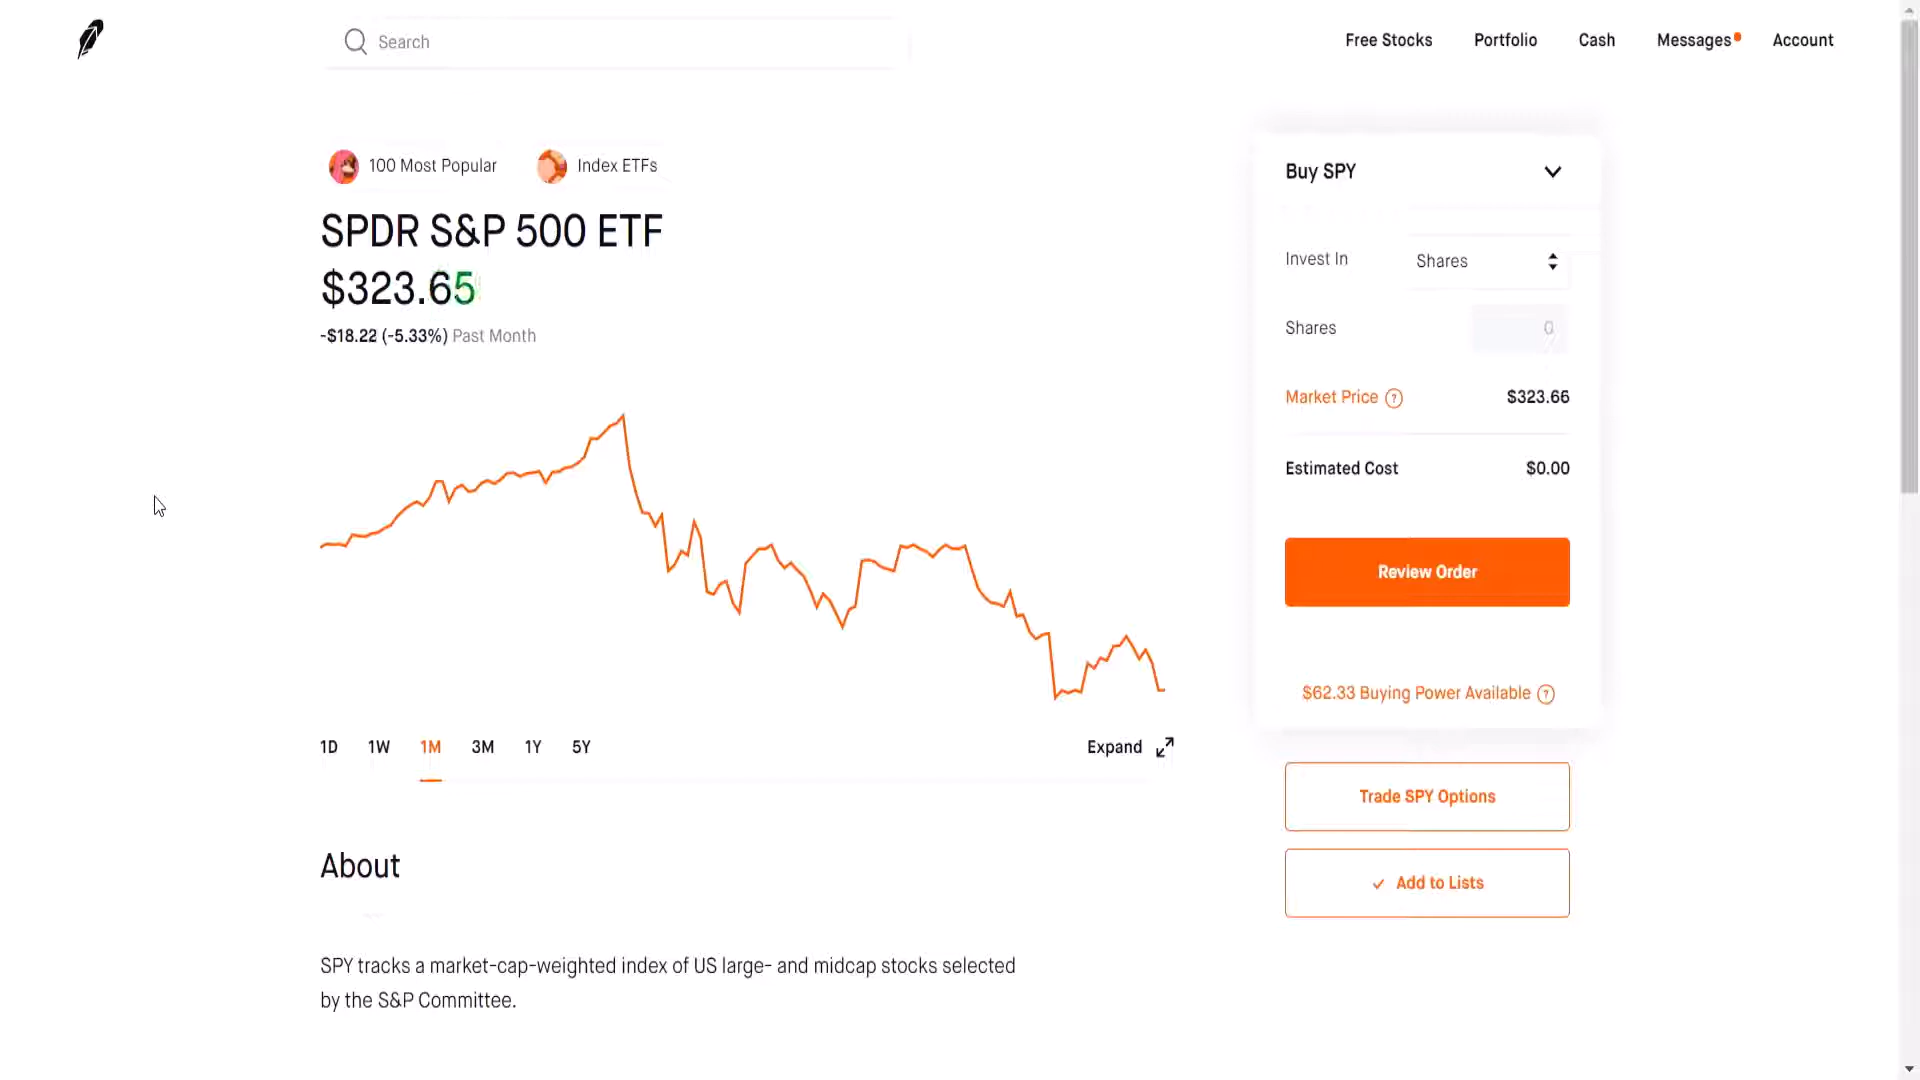 Search
Free Stocks
Portfolio
Cash
Messages
Account
100 Most Popular
Index ETFs
SPDR S&P 500 ETF
$323.65
-$18.22 (-5.33%) Past Month
Buy SPY
Invest In
Shares
Shares
0
Market Price ?
$323.66
Estimated Cost
$0.00
Review Order
$62.33 Buying Power Available ?
1D
1W
1M
3M
1Y
5Y
Expand
Trade SPY Options
Add to Lists
About
SPY tracks a market-cap-weighted index of US large- and midcap stocks selected
by the S&P Committee.